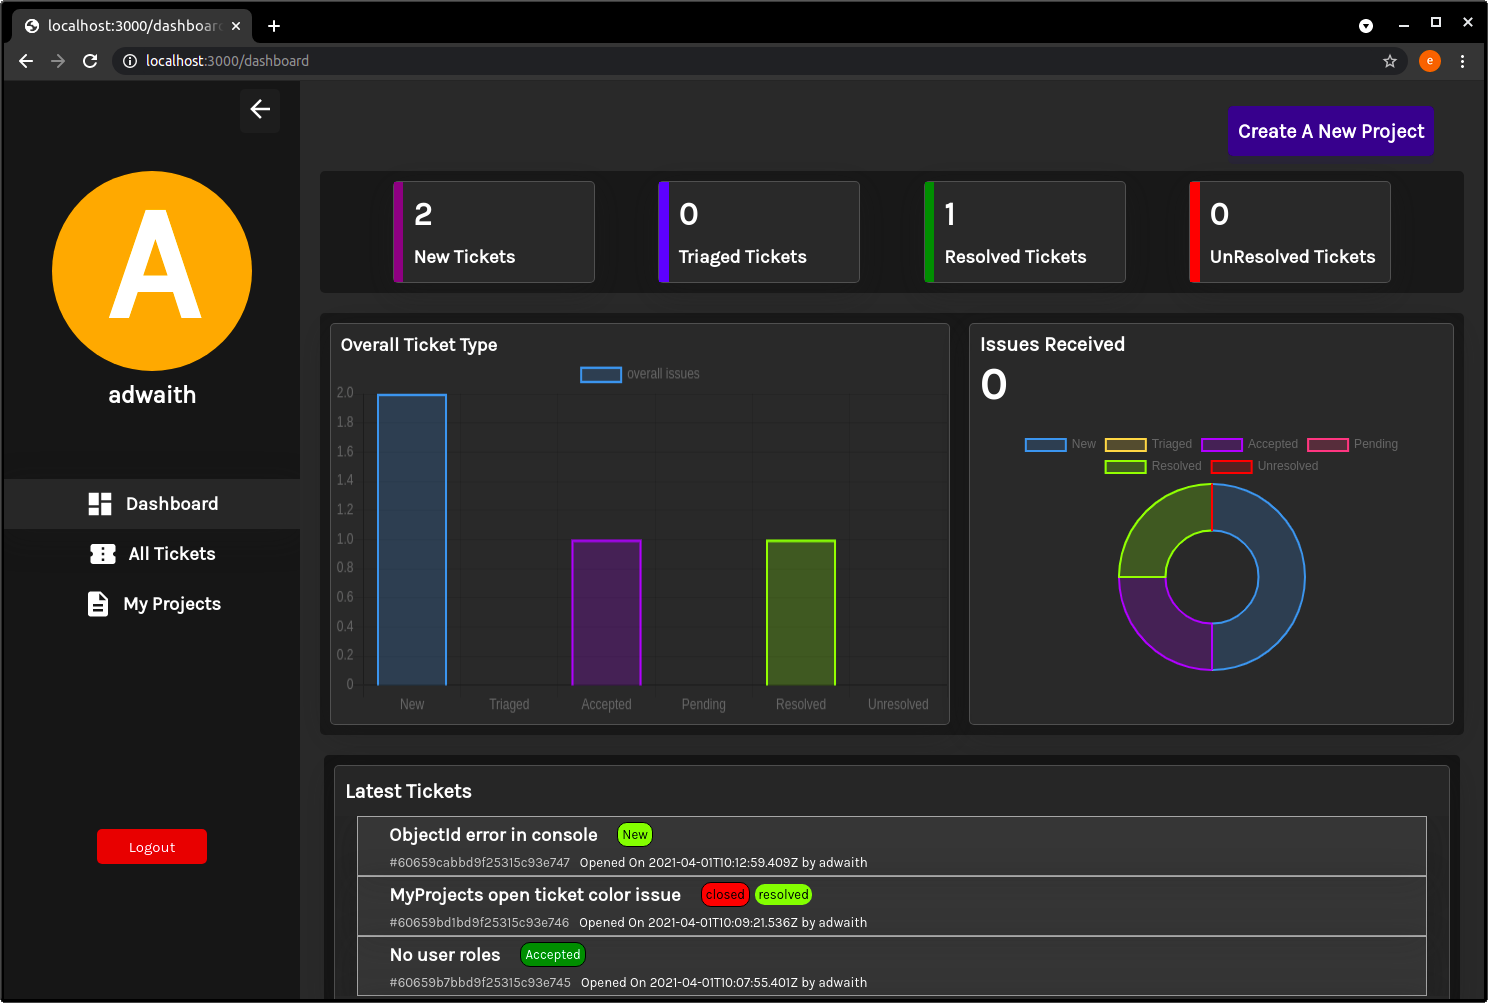 localhost:3000/dashboar
localhost:3000/dashboard
e
Create A New Project
A
adwaith
Dashboard
All Tickets
My Projects
Logout
2
New Tickets
0
Triaged Tickets
1
Resolved Tickets
0
UnResolved Tickets
Overall Ticket Type
overall issues
2.0
1.8
1.6
1.4
1.2
1.0
0.8
0.6
0.4
0.2
0
New Triaged Accepted Pending Resolved Unresolved
Issues Received
0
New Triaged Accepted Pending
Resolved Unresolved
Latest Tickets
ObjectId error in console New
#60659cabbd9f25315c93e747 Opened On 2021-04-01T10:12:59.409Z by adwaith
MyProjects open ticket color issue closed resolved
#60659bd1bd9f25315c93e746 Opened On 2021-04-01T10:09:21.536Z by adwaith
No user roles Accepted
#60659b7bbd9f25315c93e745 Opened On 2021-04-01T10:07:55.401Z by adwaith